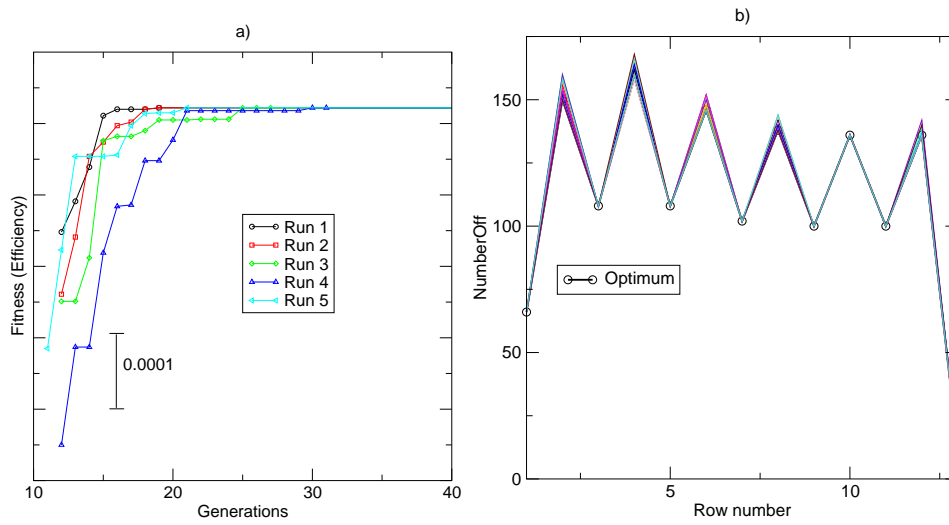 a)
Fitness (Efficiency)
Run 1
Run 2
Run 3
Run 4
Run 5
0.0001
10
20
30
40
Generations
b)
NumberOff
150
100
50
0
Optimum
5
10
Row number